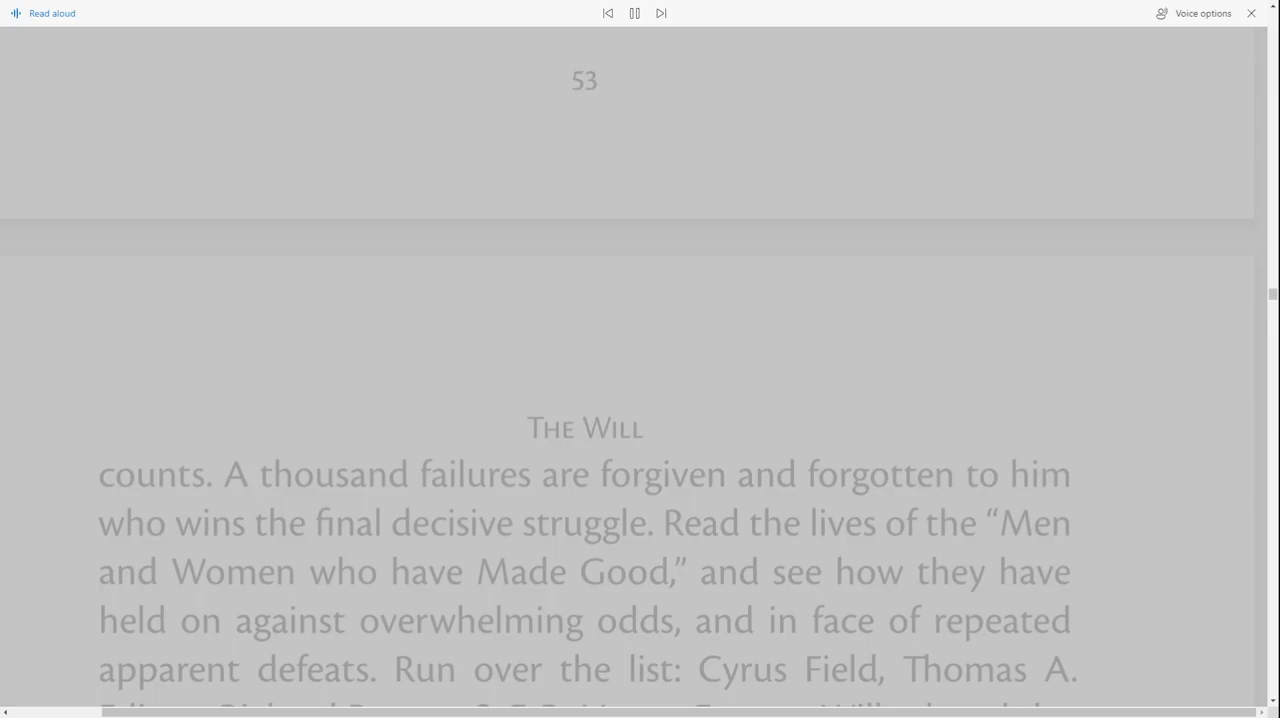 Read aloud
Voice options
53
The Will
counts. A thousand failures are forgiven and forgotten to him
who wins the final decisive struggle. Read the lives of the “Men
and Women who have Made Good,” and see how they have
held on against overwhelming odds, and in face of repeated
apparent defeats. Run over the list: Cyrus Field, Thomas A.